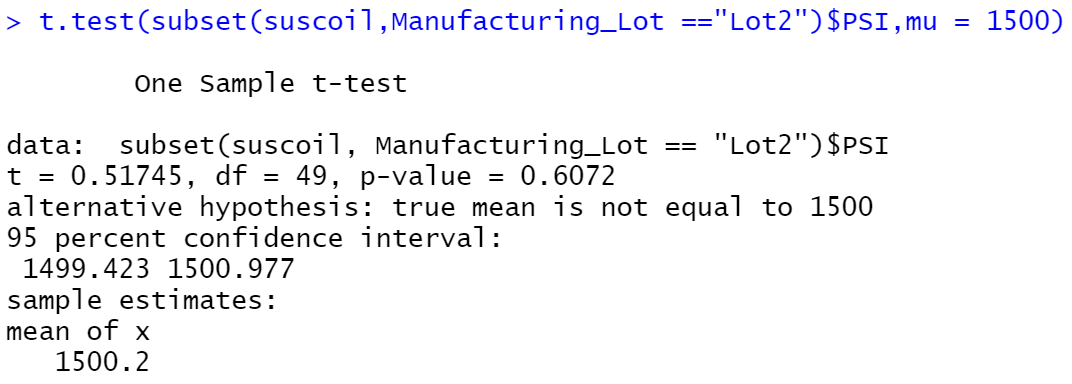 > t.test(subset(suscoil,Manufacturing_Lot =="Lot2")$PSI,mu = 1500)
One Sample t-test
data:  subset(suscoil, Manufacturing_Lot == "Lot2")$PSI
t = 0.51745, df = 49, p-value = 0.6072
alternative hypothesis: true mean is not equal to 1500
95 percent confidence interval:
1499.423 1500.977
sample estimates:
mean of x
1500.2